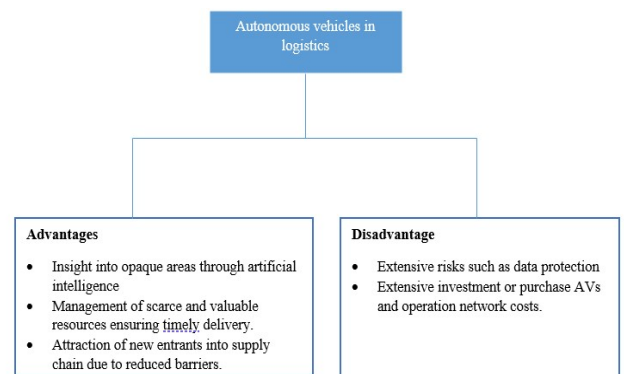 Autonomous vehicles in
logistics
Advantages
• Insight into opaque areas through artificial
intelligence
• Management of scarce and valuable
resources ensuring timely delivery.
• Attraction of new entrants into supply
chain due to reduced barriers.
Disadvantage
• Extensive risks such as data protection
• Extensive investment or purchase AVs
and operation network costs.